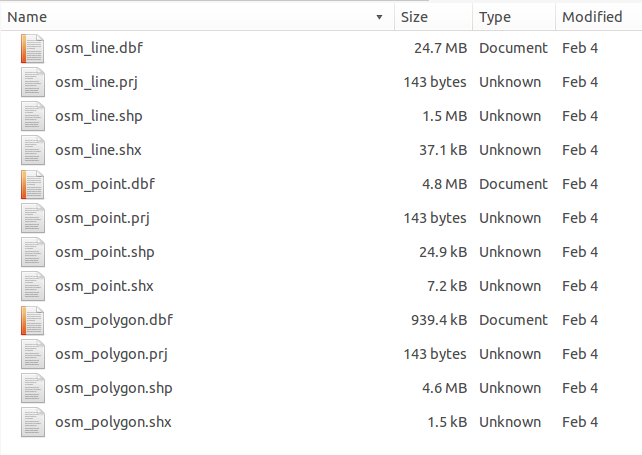 Name Size Type Modified
osm_line.dbf 24.7 MB Document Feb 4
osm_line.prj 143 bytes Unknown Feb 4
osm_line.shp 1.5 MB Unknown Feb 4
osm_line.shx 37.1 kB Unknown Feb 4
osm_point.dbf 4.8 MB Document Feb 4
osm_point.prj 143 bytes Unknown Feb 4
osm_point.shp 24.9 kB Unknown Feb 4
osm_point.shx 7.2 kB Unknown Feb 4
osm_polygon.dbf 939.4 kB Document Feb 4
osm_polygon.prj 143 bytes Unknown Feb 4
osm_polygon.shp 4.6 MB Unknown Feb 4
osm_polygon.shx 1.5 kB Unknown Feb 4